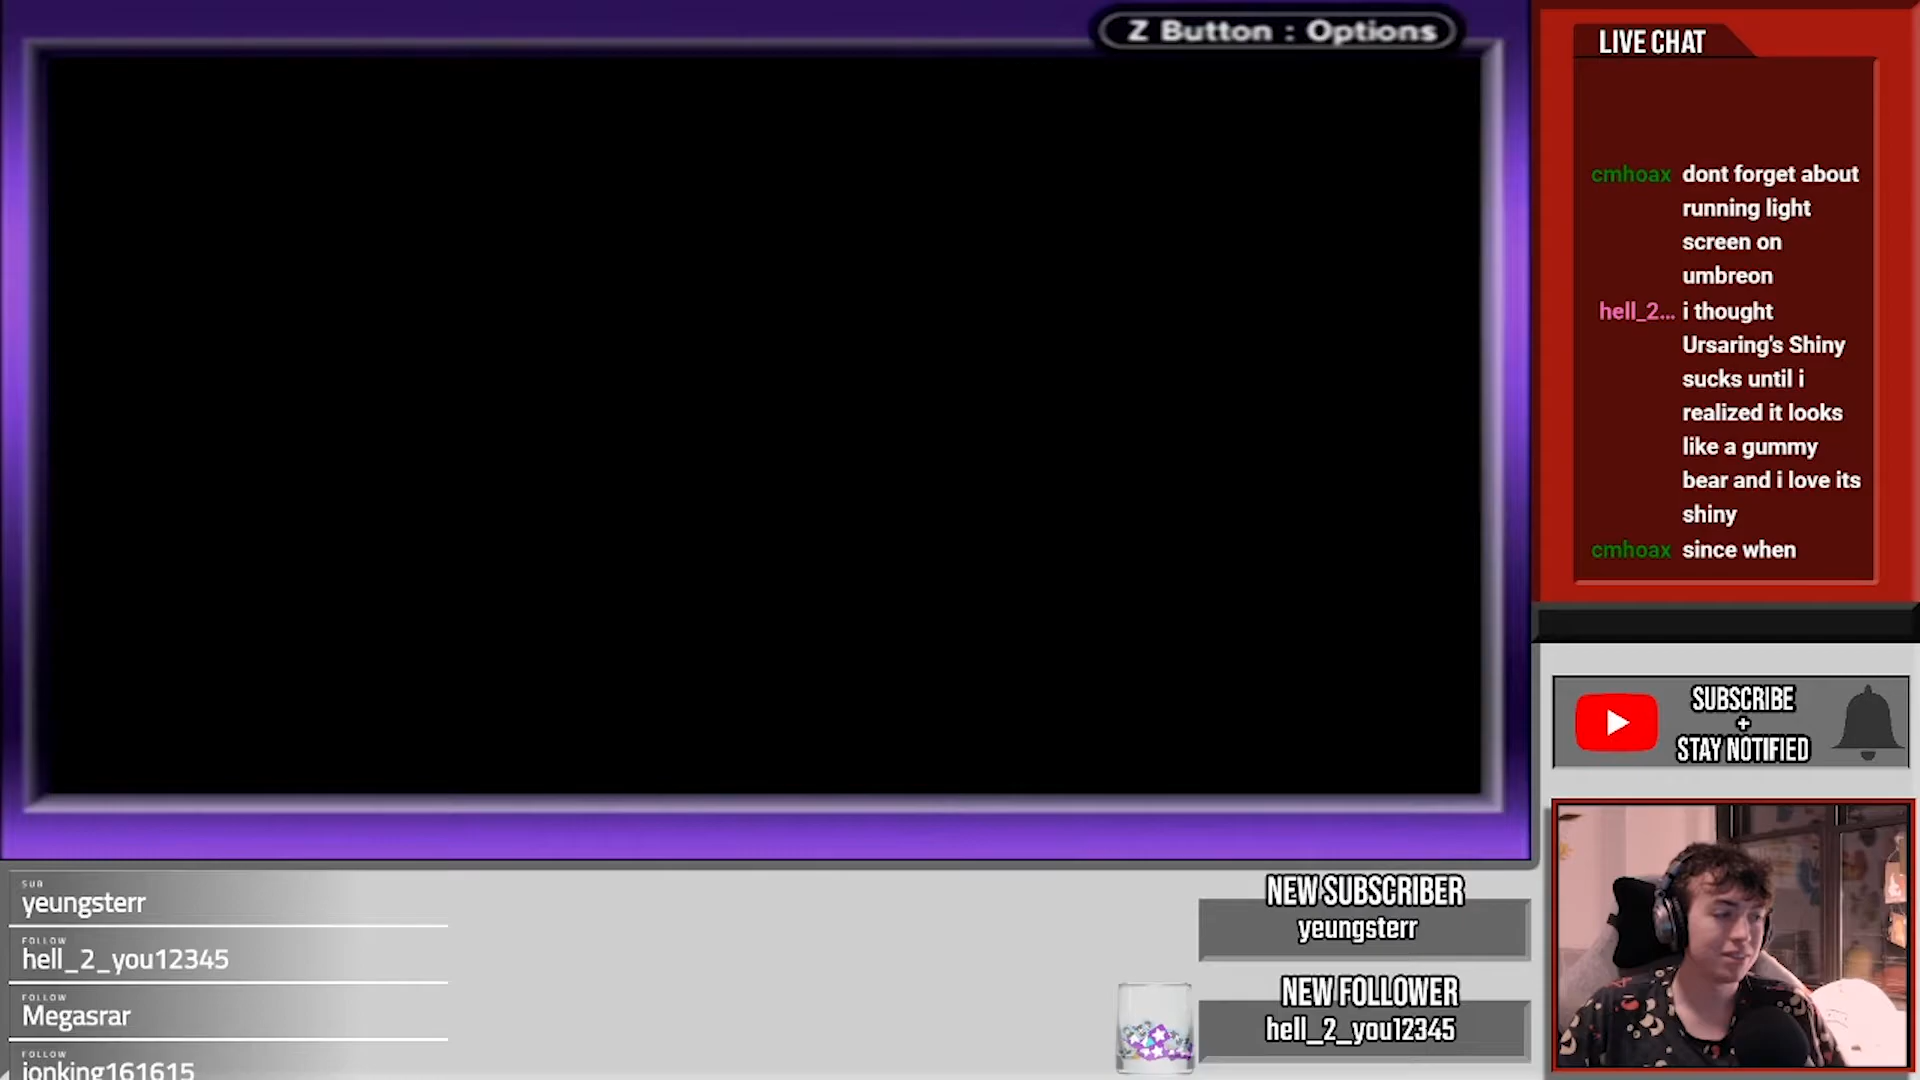 Z Button : Options
LIVE CHAT
cmhoax dont forget about
running light
screen on
umbreon
hell_2... i thought
Ursaring's Shiny
sucks until i
realized it looks
like a gummy
bear and i love its
shiny
cmhoax since when
SUBSCRIBE
+
STAY NOTIFIED
SUB
yeungsterr
FOLLOW
hell_2_you12345
FOLLOW
Megasrar
FOLLOW
jonking161615
NEW SUBSCRIBER
yeungsterr
NEW FOLLOWER
hell_2_you12345